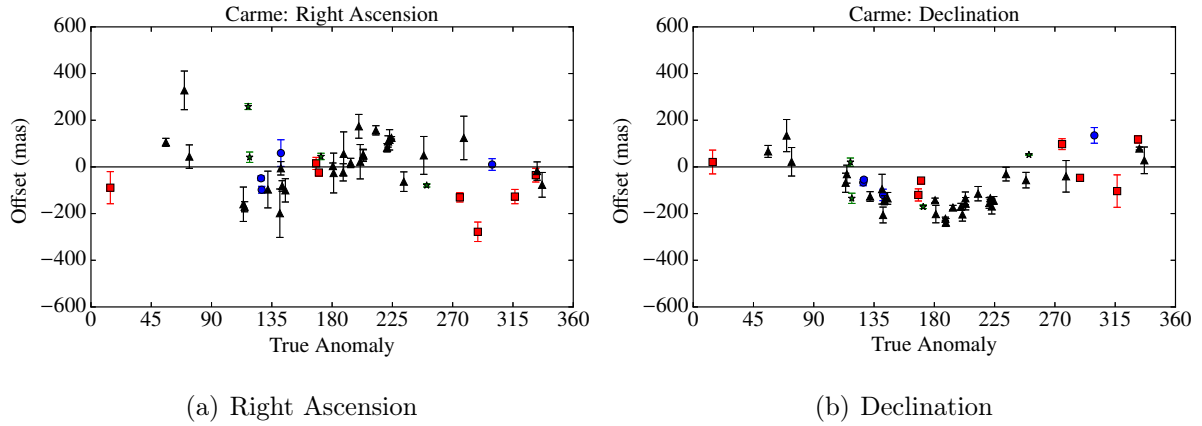 Carme: Right Ascension
600
400
200
0
−200
−400
−600
Offset (mas)
0 45 90 135 180 225 270 315 360
True Anomaly
(a) Right Ascension
Carme: Declination
600
400
200
0
−200
−400
−600
Offset (mas)
0 45 90 135 180 225 270 315 360
True Anomaly
(b) Declination